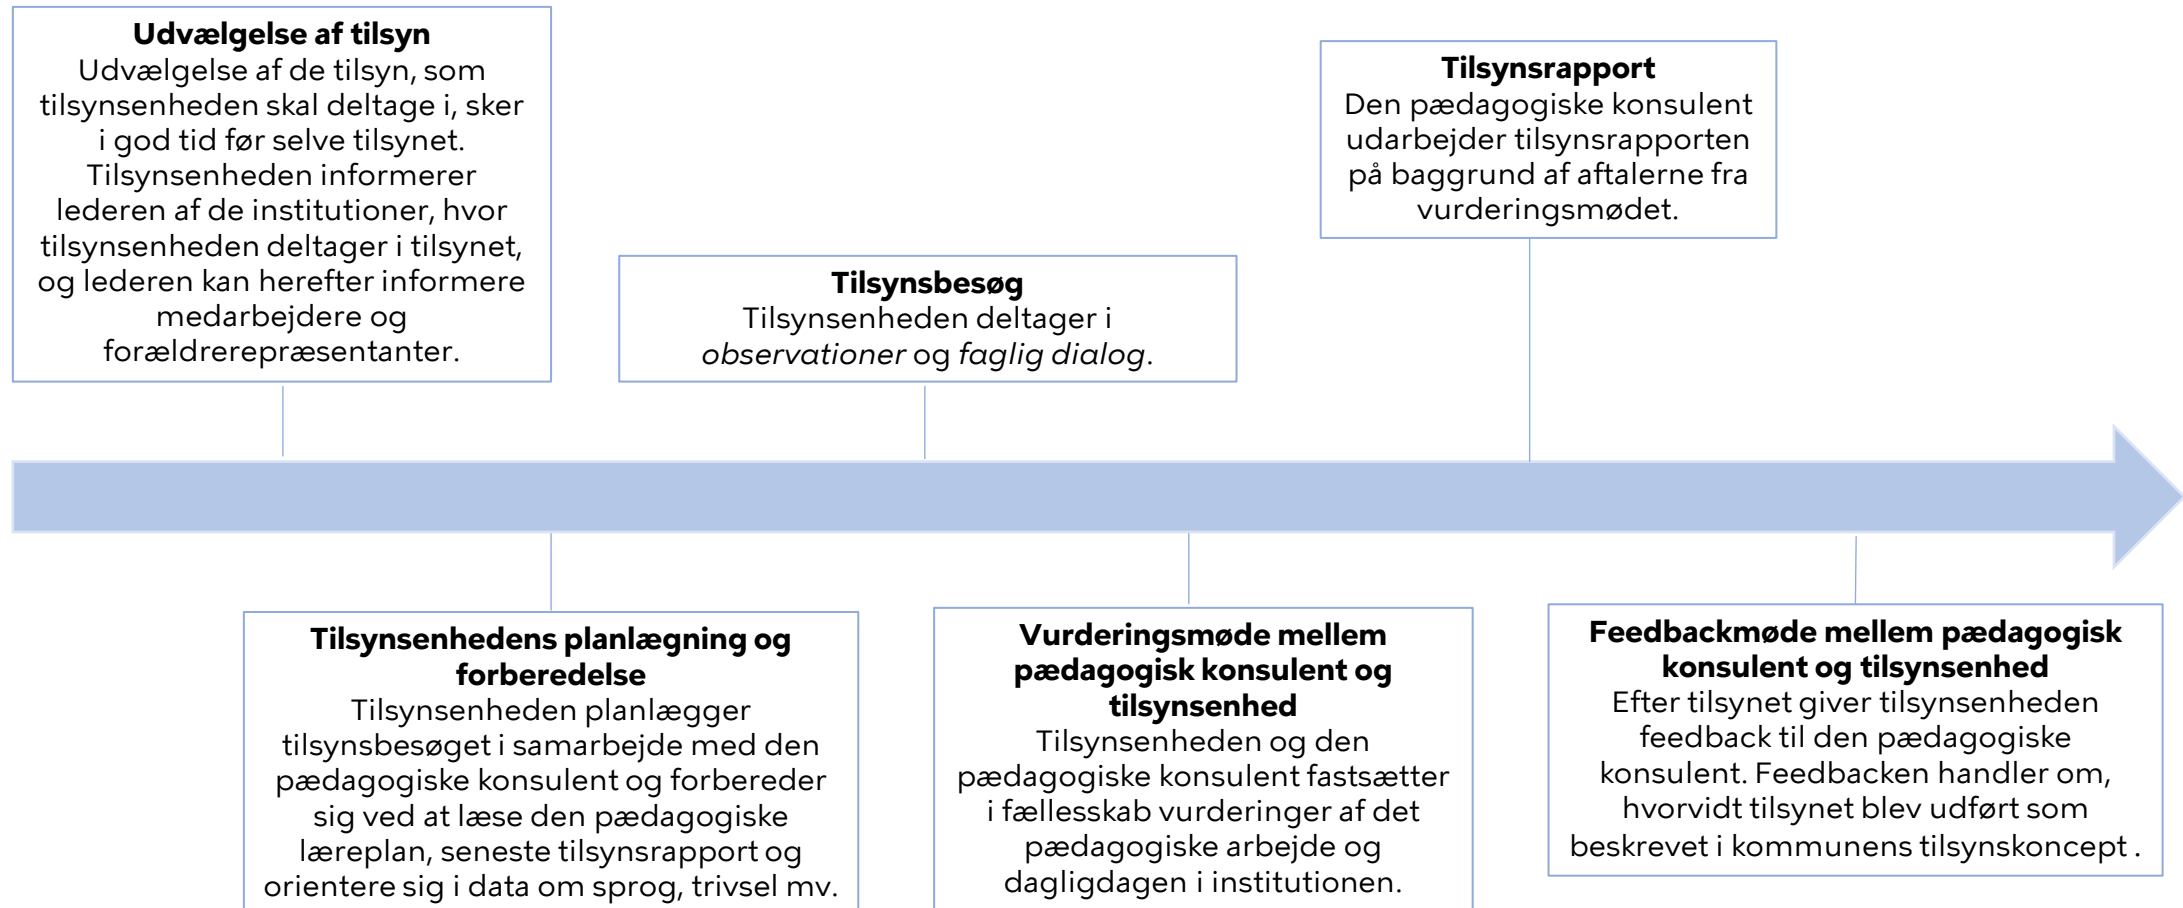 Udvælgelse af tilsyn
Udvælgelse af de tilsyn, som
tilsynsenheden skal deltage i, sker
i god tid før selve tilsynet.
Tilsynsenheden informerer
lederen af de institutioner, hvor
tilsynsenheden deltager i tilsynet,
og lederen kan herefter informere
medarbejdere og
forældrerepræsentanter.
Tilsynsenhedens planlægning og
forberedelse
Tilsynsenheden planlægger
tilsynsbesøget i samarbejde med den
pædagogiske konsulent og forbereder
sig ved at læse den pædagogiske
læreplan, seneste tilsynsrapport og
orientere sig i data om sprog, trivsel mv.
Tilsynsbesøg
Tilsynsenheden deltager i
observationer og faglig dialog.
Vurderingsmøde mellem
pædagogisk konsulent og
tilsynsenhed
Tilsynsenheden og den
pædagogiske konsulent fastsætter
i fællesskab vurderinger af det
pædagogiske arbejde og
dagligdagen i institutionen.
Tilsynsrapport
Den pædagogiske konsulent
udarbejder tilsynsrapporten
på baggrund af aftalerne fra
vurderingsmødet.
Feedbackmøde mellem pædagogisk
konsulent og tilsynsenhed
Efter tilsynet giver tilsynsenheden
feedback til den pædagogiske
konsulent. Feedbacken handler om,
hvorvidt tilsynet blev udført som
beskrevet i kommunens tilsynskoncept .